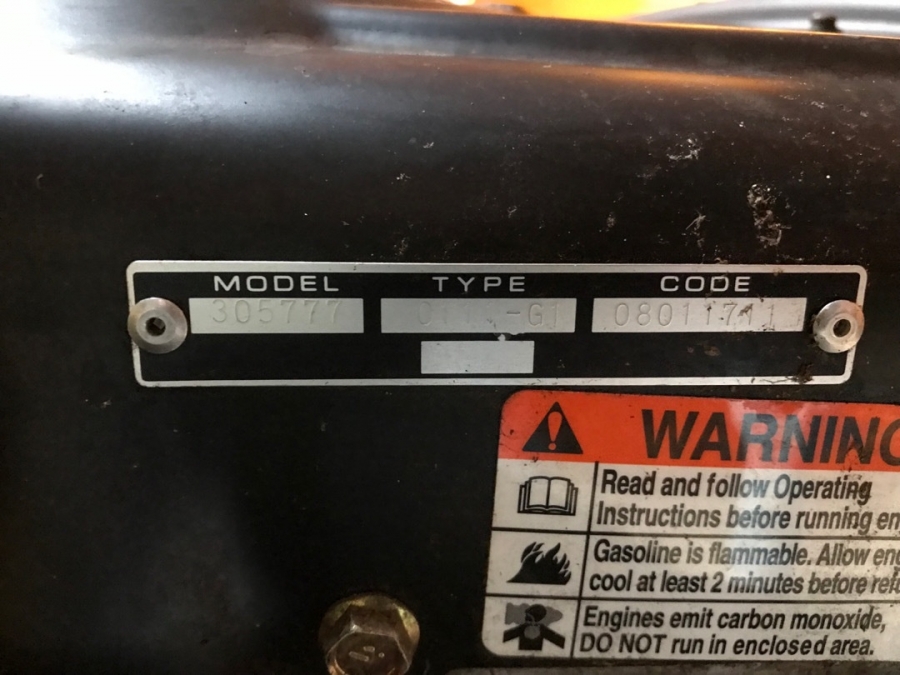 MODEL TYPE CODE
305777 08011711
WARNING
Read and follow Operating
Instructions before running
Gasoline is flammable. Allow
cool at least 2 minutes before
Engines emit carbon monoxide,
DO NOT run in enclosed area.